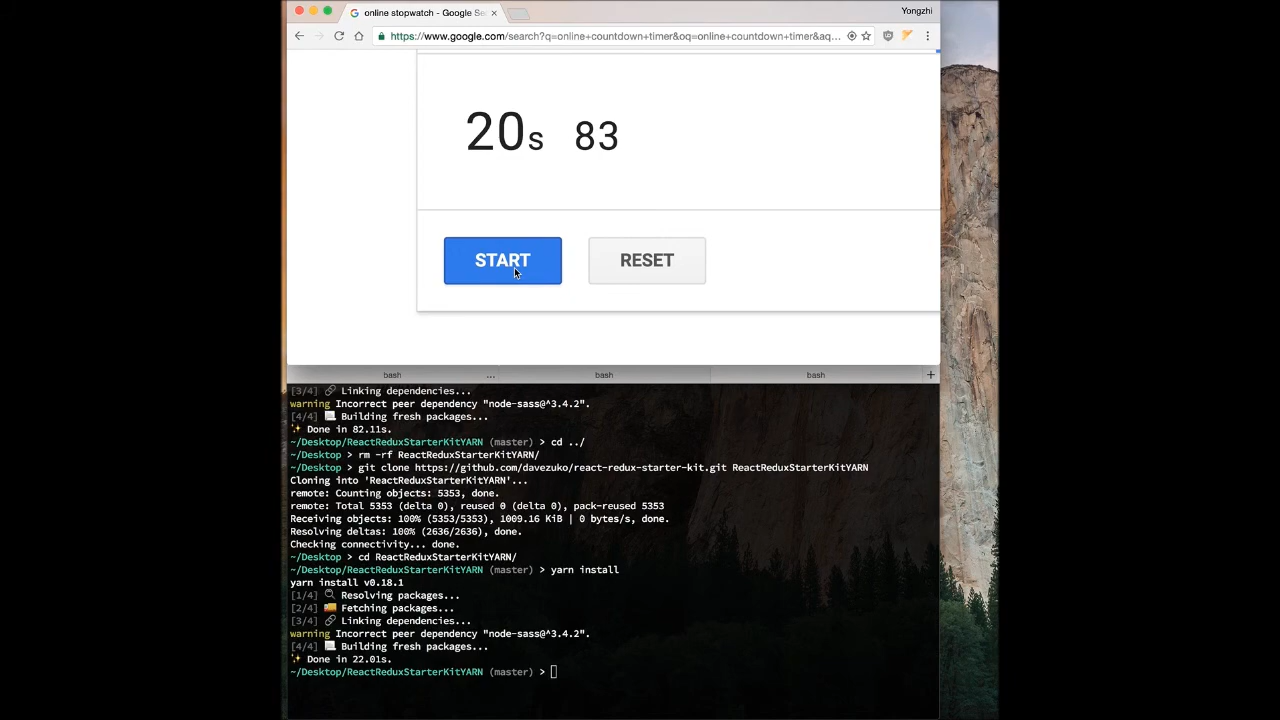 online stopwatch - Google Se
Yongzhi
https://www.google.com/search?q=online+countdown+timer&oq=online+countdown+timer&aq...
20s 83
START RESET
bash ... bash bash +
[3/4] 🔗 Linking dependencies...
warning Incorrect peer dependency "node-sass@^3.4.2".
[4/4] 📃 Building fresh packages...
✨ Done in 82.11s.
~/Desktop/ReactReduxStarterKitYARN (master) > cd ../
~/Desktop > rm -rf ReactReduxStarterKitYARN/
~/Desktop > git clone https://github.com/davezuko/react-redux-starter-kit.git ReactReduxStarterKitYARN
Cloning into 'ReactReduxStarterKitYARN'...
remote: Counting objects: 5353, done.
remote: Total 5353 (delta 0), reused 0 (delta 0), pack-reused 5353
Receiving objects: 100% (5353/5353), 1009.16 KiB | 0 bytes/s, done.
Resolving deltas: 100% (2636/2636), done.
Checking connectivity... done.
~/Desktop > cd ReactReduxStarterKitYARN/
~/Desktop/ReactReduxStarterKitYARN (master) > yarn install
yarn install v0.18.1
[1/4] 🔍 Resolving packages...
[2/4] 🚚 Fetching packages...
[3/4] 🔗 Linking dependencies...
warning Incorrect peer dependency "node-sass@^3.4.2".
[4/4] 📃 Building fresh packages...
✨ Done in 22.01s.
~/Desktop/ReactReduxStarterKitYARN (master) >